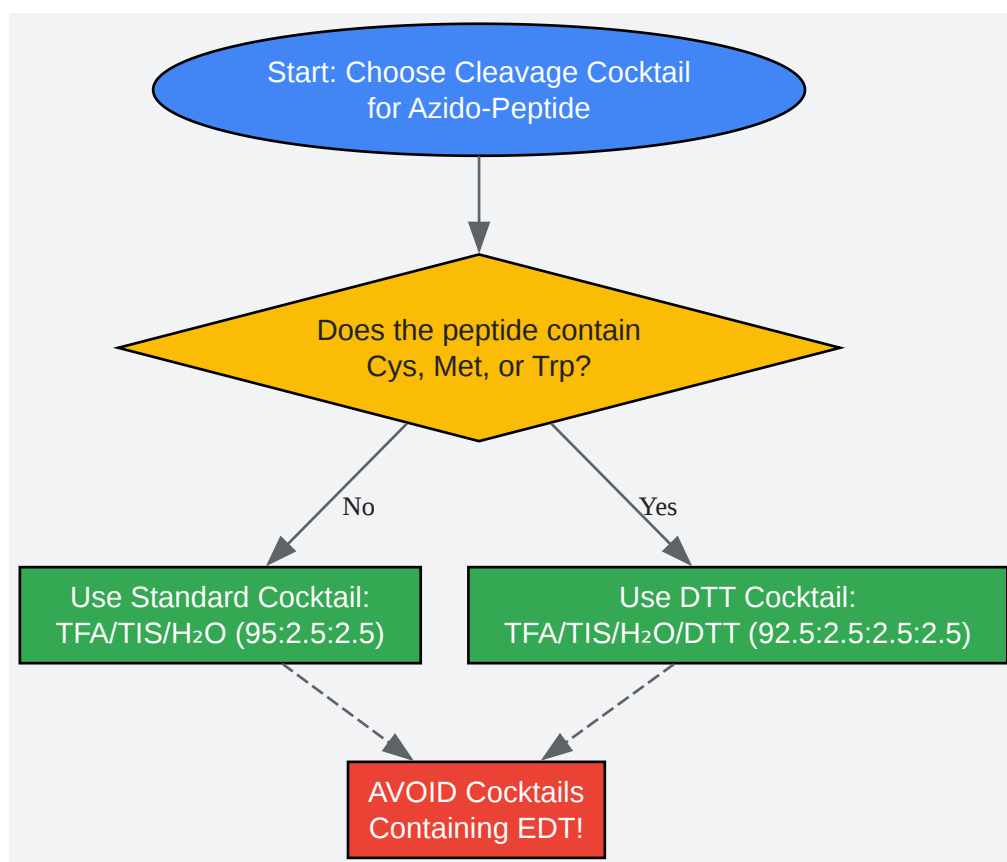 Start: Choose Cleavage Cocktail
for Azido-Peptide
Does the peptide contain
Cys, Met, or Trp?
No
Yes
Use Standard Cocktail:
TFA/TIS/H₂O (95:2.5:2.5)
Use DTT Cocktail:
TFA/TIS/H₂O/DTT (92.5:2.5:2.5:2.5)
AVOID Cocktails
Containing EDT!